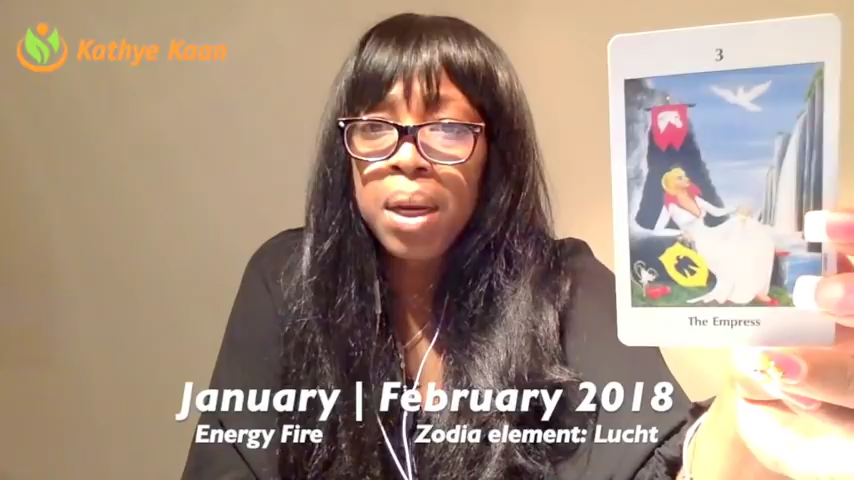 Kathye Kaan
3
The Empress
January | February 2018
Energy Fire
Zodia element: Lucht